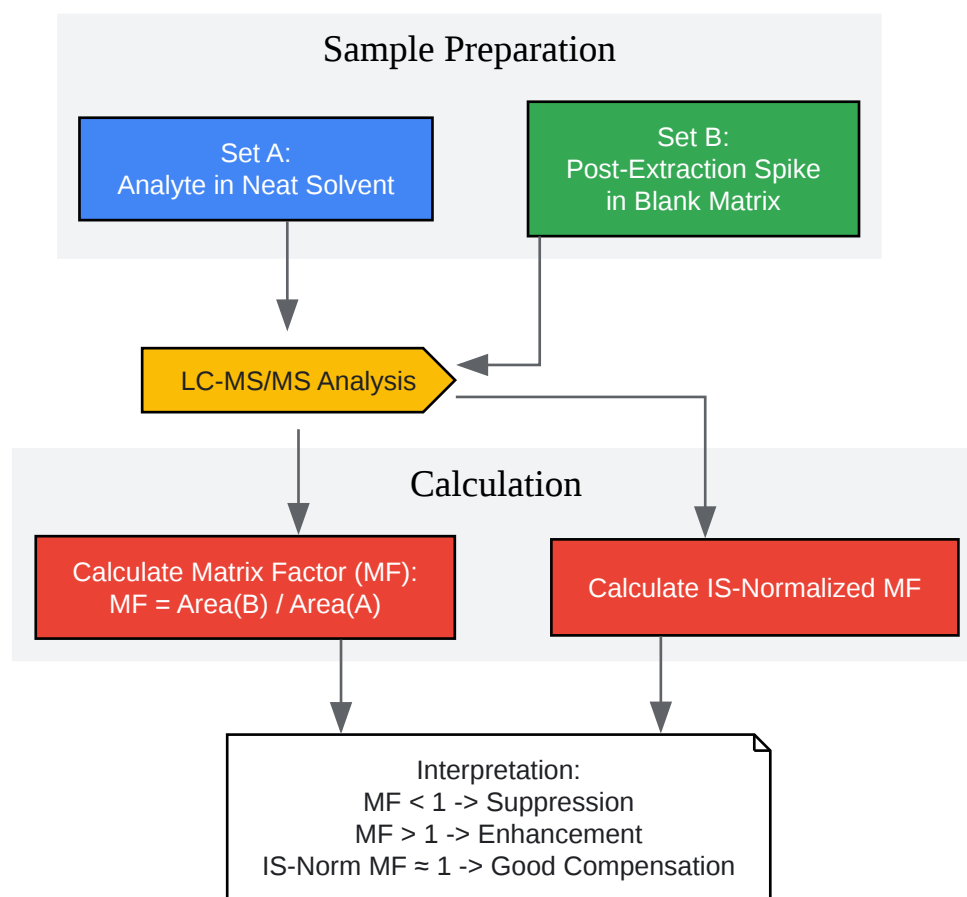 Sample Preparation
Set A:
Analyte in Neat Solvent
Set B:
Post-Extraction Spike
in Blank Matrix
LC-MS/MS Analysis
Calculation
Calculate Matrix Factor (MF):
MF = Area(B) / Area(A)
Calculate IS-Normalized MF
Interpretation:
MF < 1 -> Suppression
MF > 1 -> Enhancement
IS-Norm MF ≈ 1 -> Good Compensation